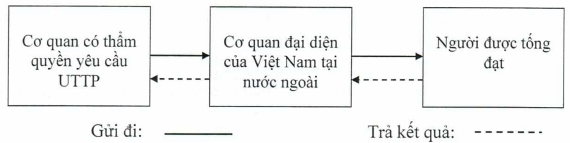 Cơ quan có thẩm
quyền yêu cầu
UTTP
Cơ quan đại diện
của Việt Nam tại
nước ngoài
Người được tống
đạt
Gửi đi:
Trả kết quả: